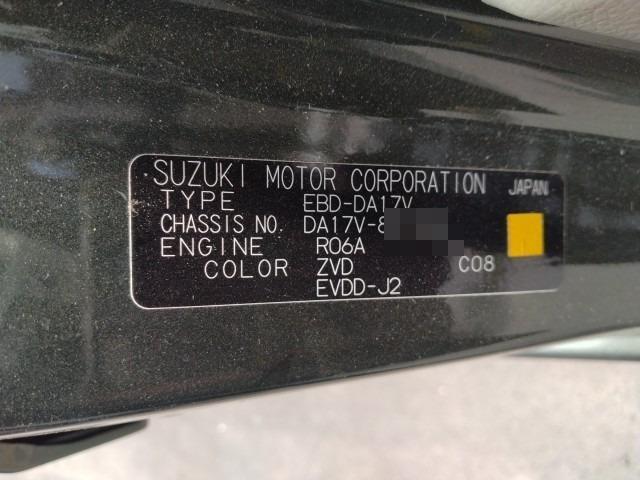 SUZUKI MOTOR CORPORATION JAPAN
TYPE EBD-DA17V
CHASSIS NO. DA17V-8
ENGINE R06A
COLOR ZVD C08
EVDD-J2